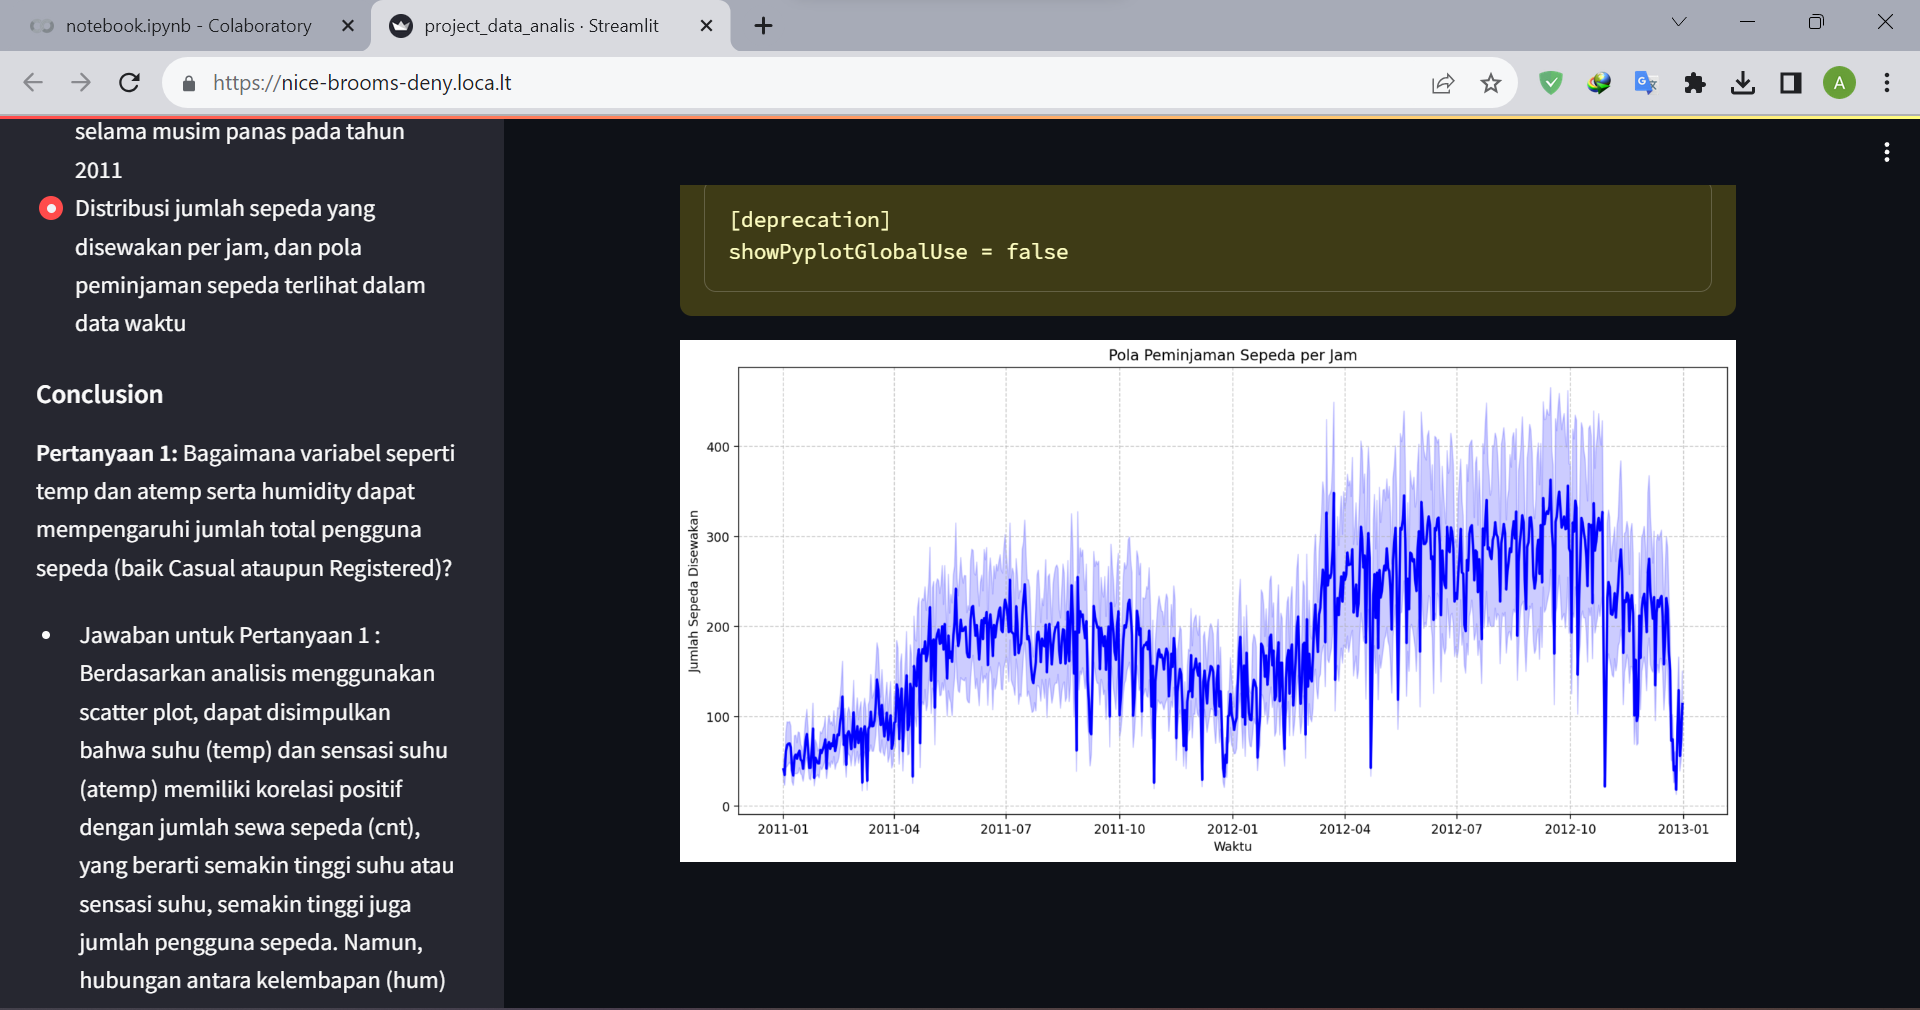 notebook.ipynb - Colaboratory
project_data_analis · Streamlit
https://nice-brooms-deny.loca.lt
A
selama musim panas pada tahun
2011
Distribusi jumlah sepeda yang
disewakan per jam, dan pola
peminjaman sepeda terlihat dalam
data waktu
Conclusion
Pertanyaan 1: Bagaimana variabel seperti
temp dan atemp serta humidity dapat
mempengaruhi jumlah total pengguna
sepeda (baik Casual ataupun Registered)?
Jawaban untuk Pertanyaan 1 :
Berdasarkan analisis menggunakan
scatter plot, dapat disimpulkan
bahwa suhu (temp) dan sensasi suhu
(atemp) memiliki korelasi positif
dengan jumlah sewa sepeda (cnt),
yang berarti semakin tinggi suhu atau
sensasi suhu, semakin tinggi juga
jumlah pengguna sepeda. Namun,
hubungan antara kelembapan (hum)
[deprecation]
showPyplotGlobalUse = false
Pola Peminjaman Sepeda per Jam
Jumlah Sepeda Disewakan
400
300
200
100
0
2011-01 2011-04 2011-07 2011-10 2012-01 2012-04 2012-07 2012-10 2013-01
Waktu